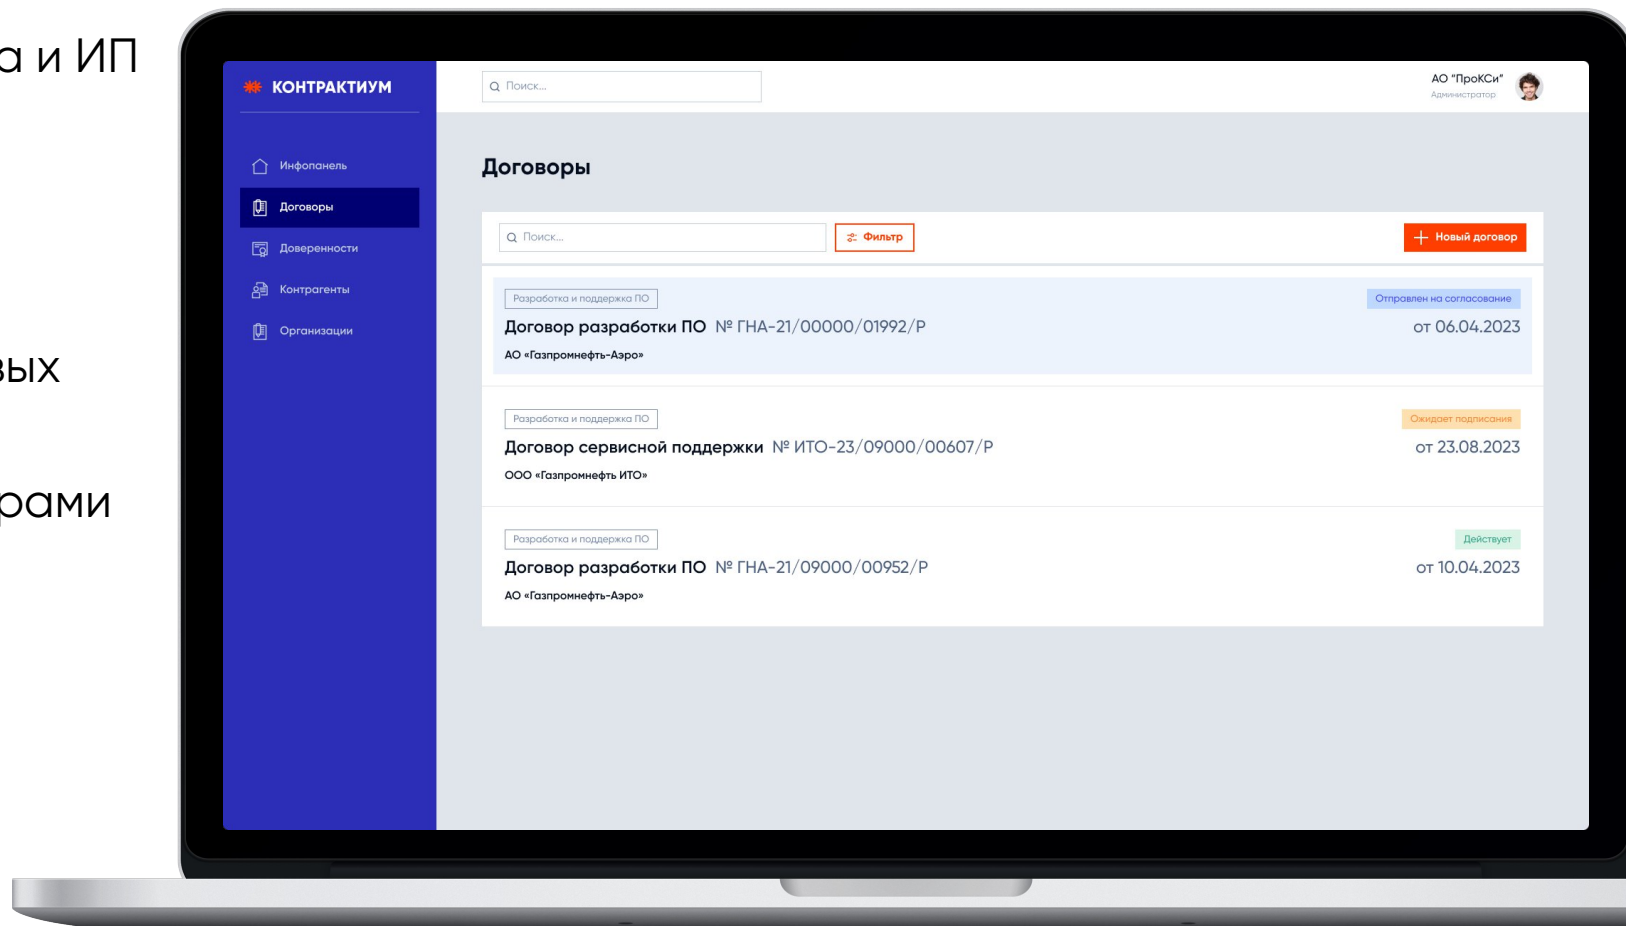 а и ИП
вых
рами
КОНТРАКТИУМ
Поиск...
АО "ПроКСи"
Администратор
Инфопанель
Договоры
Доверенности
Контрагенты
Организации
Договоры
Поиск...
Фильтр
Новый договор
Разработка и поддержка ПО
Отправлен на согласование
Договор разработки ПО № ГНА-21/00000/01992/Р
от 06.04.2023
АО «Газпромнефть-Аэро»
Разработка и поддержка ПО
Ожидает подписания
Договор сервисной поддержки № ИТО-23/09000/00607/Р
от 23.08.2023
ООО «Газпромнефть ИТО»
Разработка и поддержка ПО
Действует
Договор разработки ПО № ГНА-21/09000/00952/Р
от 10.04.2023
АО «Газпромнефть-Аэро»